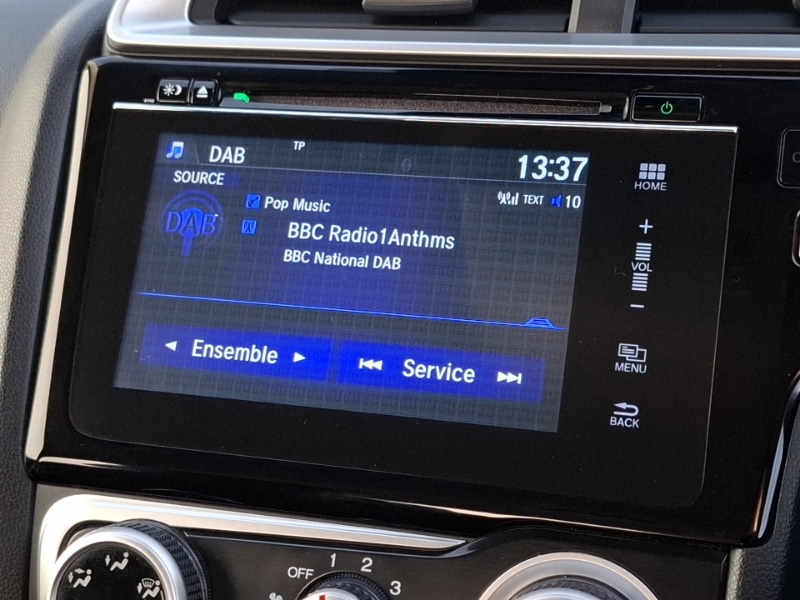 DAB
TP
13:37
SOURCE
TEXT
10
DAB
Pop Music
BBC Radio1Anthms
BBC National DAB
Ensemble
Service
HOME
+
VOL
−
MENU
BACK
OFF
1
2
3